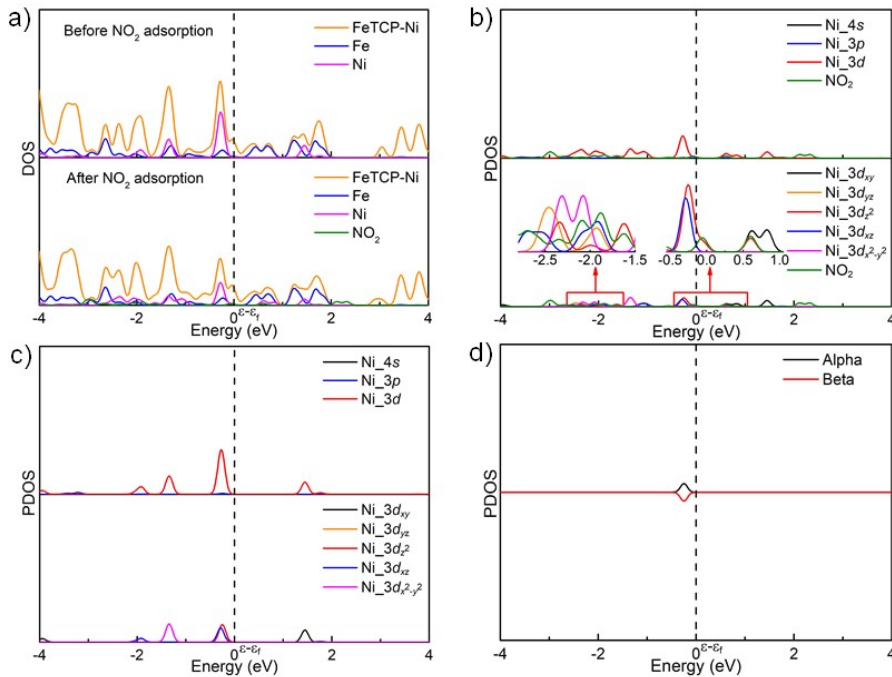 a)
Before NO2 adsorption
FeTCP-Ni
Fe
Ni
DOS
After NO2 adsorption
FeTCP-Ni
Fe
Ni
NO2
-4 -2 0 ε-εf 2 4
Energy (eV)
b)
Ni_4s
Ni_3p
Ni_3d
NO2
PDOS
Ni_3dxy
Ni_3dyz
Ni_3dz2
Ni_3dxz
Ni_3dx2-y2
NO2
-2.5 -2.0 -1.5 -0.5 0.0 0.5 1.0
-4 -2 0 ε-εf 2 4
Energy (eV)
c)
Ni_4s
Ni_3p
Ni_3d
PDOS
Ni_3dxy
Ni_3dyz
Ni_3dz2
Ni_3dxz
Ni_3dx2-y2
-4 -2 0 ε-εf 2 4
Energy (eV)
d)
Alpha
Beta
PDOS
-4 -2 0 ε-εf 2 4
Energy (eV)